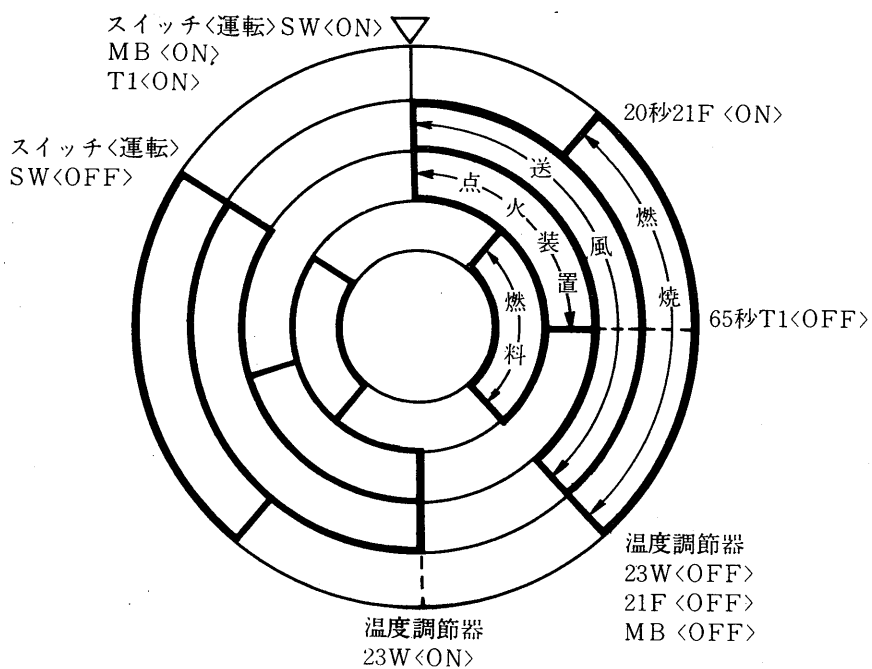 スイッチ<運転>SW<ON>
MB<ON>
T1<ON>
20秒21F<ON>
スイッチ<運転>
SW<OFF>
送風
点火装置
燃焼
燃料
65秒T1<OFF>
温度調節器
23W<OFF>
21F<OFF>
MB<OFF>
温度調節器
23W<ON>